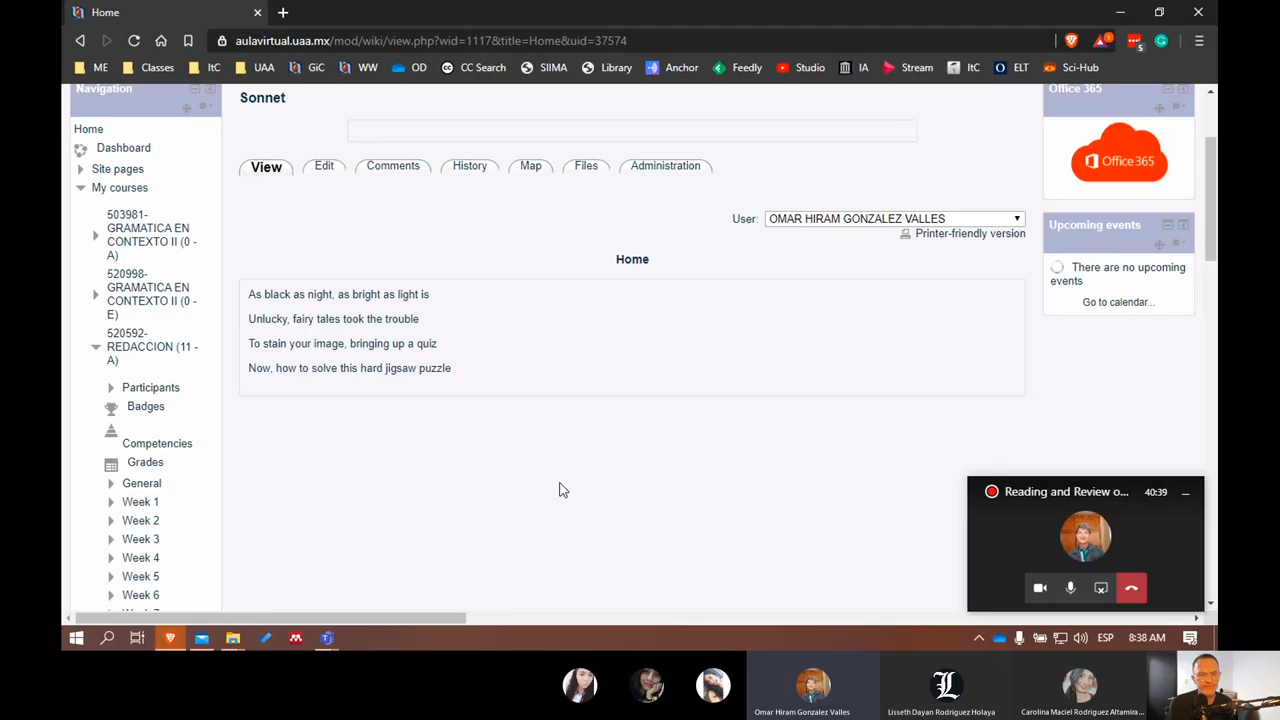 Home
aulavirtual.uaa.mx/mod/wiki/view.php?wid=1117&title=Home&uid=37574
ME Classes ItC UAA GiC WW OD CC Search SIIMA Library Anchor Feedly Studio IA Stream ItC ELT Sci-Hub
Navigation
Home
Dashboard
Site pages
My courses
503981-
GRAMATICA EN
CONTEXTO II (0 -
A)
520998-
GRAMATICA EN
CONTEXTO II (0 -
E)
520592-
REDACCION (11 -
A)
Participants
Badges
Competencies
Grades
General
Week 1
Week 2
Week 3
Week 4
Week 5
Week 6
Sonnet
View Edit Comments History Map Files Administration
User: OMAR HIRAM GONZALEZ VALLES
Printer-friendly version
Home
As black as night, as bright as light is
Unlucky, fairy tales took the trouble
To stain your image, bringing up a quiz
Now, how to solve this hard jigsaw puzzle
Office 365
Office 365
Upcoming events
There are no upcoming
events
Go to calendar...
Reading and Review o... 40:39
ESP 8:38 AM
5
L
Omar Hiram Gonzalez Valles
Lisseth Dayan Rodriguez Holaya
Carolina Maciel Rodriguez Altamira...